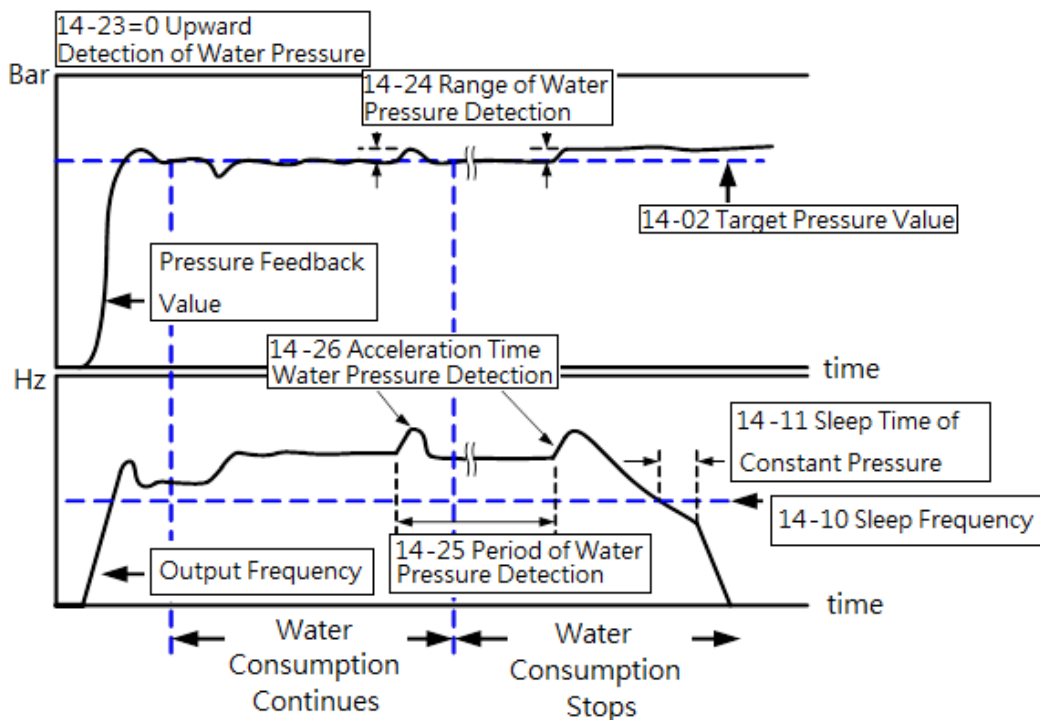 14-23=0 Upward
Detection of Water Pressure
Bar
14-24 Range of Water
Pressure Detection
14-02 Target Pressure Value
Pressure Feedback
Value
14-26 Acceleration Time
Water Pressure Detection
time
Hz
14-11 Sleep Time of
Constant Pressure
14-10 Sleep Frequency
14-25 Period of Water
Pressure Detection
Output Frequency
time
Water
Consumption
Continues
Water
Consumption
Stops